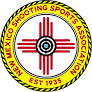 NEW MEXICO SHOOTING SPORTS ASSOCIATION
EST 1935